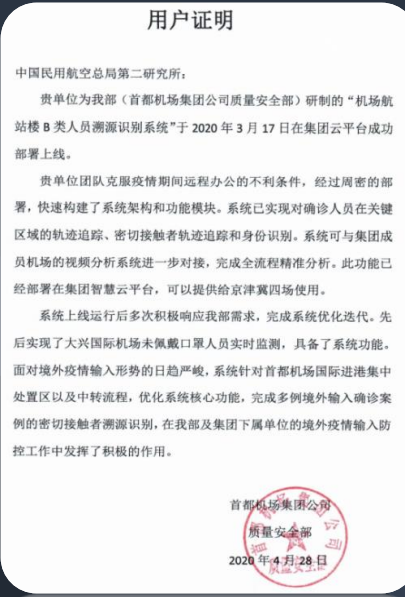 用户证明
中国民用航空总局第二研究所：
贵单位为我部（首都机场集团公司质量安全部）研制的“机场航
站楼 B 类人员溯源识别系统”于 2020 年 3 月 17 日在集团云平台成功
部署上线。
贵单位团队克服疫情期间远程办公的不利条件，经过周密的部
署，快速构建了系统架构和功能模块。系统已实现对确诊人员在关键
区域的轨迹追踪、密切接触者轨迹追踪和身份识别。系统可与集团成
员机场的视频分析系统进一步对接，完成全流程精准分析。此功能已
经部署在集团智慧云平台，可以提供给京津冀四场使用。
系统上线运行后多次积极响应我部需求，完成系统优化迭代。先
后实现了大兴国际机场未佩戴口罩人员实时监测，具备了系统功能。
面对境外疫情输入形势的日趋严峻，系统针对首都机场国际进港集中
处置区以及中转流程，优化系统核心功能，完成多例境外输入确诊案
例的密切接触者溯源识别，在我部及集团下属单位的境外疫情输入防
控工作中发挥了积极的作用。
首都机场集团公司
质量安全部
2020 年 4 月 28 日